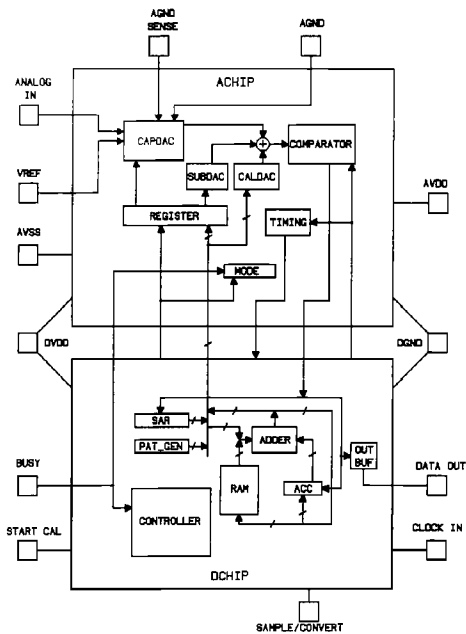 AGND
SENSE
AGND
ACHIP
ANALOG
IN
CAPDAC
COMPARATOR
VREF
SUBDAC
CALDAC
AVDD
REGISTER
TIMING
AVSS
MODE
DVDD
DGND
SAR
ADDER
PAT_GEN
OUT
BUF
BUSY
RAM
ACC
DATA OUT
CONTROLLER
START CAL
CLOCK IN
DCHIP
SAMPLE/CONVERT